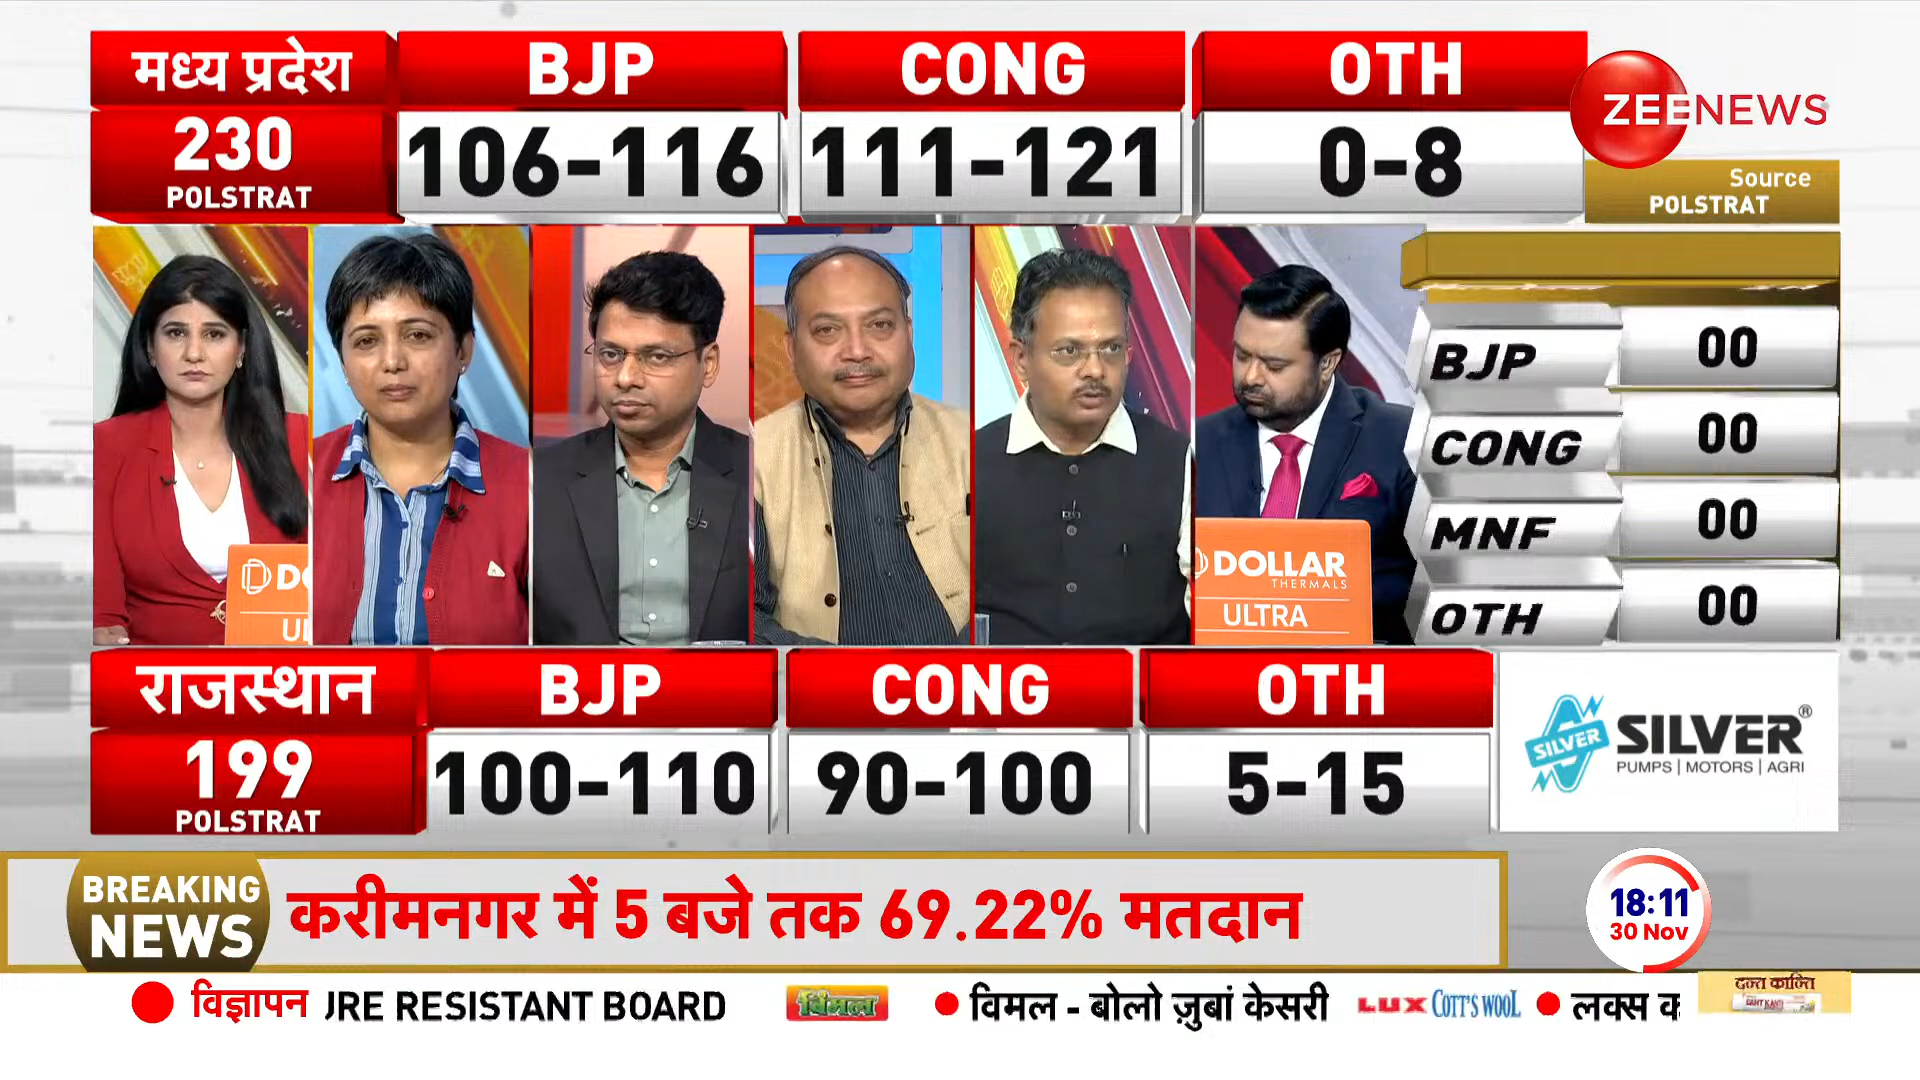 मध्य प्रदेश
BJP
CONG
OTH
230
POLSTRAT
106-116
111-121
0-8
ZEENEWS
Source
POLSTRAT
BJP 00
CONG 00
MNF 00
OTH 00
DOLLAR
THERMALS
ULTRA
राजस्थान
BJP
CONG
OTH
199
POLSTRAT
100-110
90-100
5-15
SILVER
SILVER®
PUMPS | MOTORS | AGRI
BREAKING
NEWS
करीमनगर में 5 बजे तक 69.22% मतदान
18:11
30 Nov
विज्ञापन
RE RESISTANT BOARD
विमल
विमल - बोलो ज़ुबां केसरी
LUX COTT'S WOOL
लक्स
दन्त कान्ति